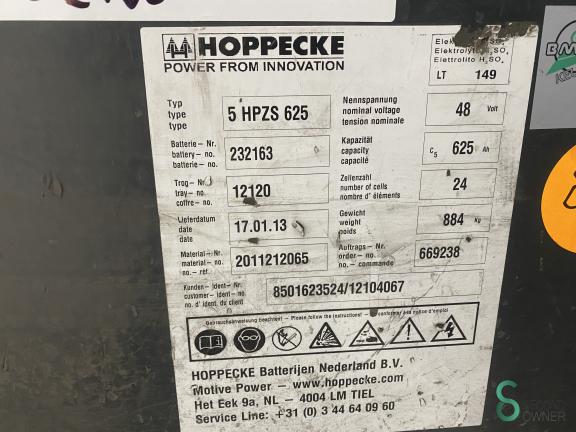 HOPPECKE
POWER FROM INNOVATION
Elektrolyt H2SO4
Elettrolito H2SO4
LT 149
Typ
type
type
5 HPZS 625
Nennspannung
nominal voltage
tension nominale
48 Volt
Batterie-Nr.
battery-no.
batterie-no.
232163
Kapazität
capacity
capacité
C5 625 Ah
Trog-Nr.
tray-no.
coffre-no.
12120
Zellenzahl
number of cells
nombre d'éléments
24
Lieferdatum
date
date
17.01.13
Gewicht
weight
poids
884 kg
Material-Nr.
material-no.
no.-ref.
2011212065
Auftrags-Nr.
order-no.
no.-commande
669238
Kunden-Ident-no.
customer-ident-no.
no. d'ident. du client
8501623524/12104067
Gebrauchsanweisung beachten! - Please follow the instructions! - conformer aux notice d'emploi
HOPPECKE Batterijen Nederland B.V.
Motive Power - www.hoppecke.com
Het Eek 9a, NL - 4004 LM TIEL
Service Line: +31 (0) 3 44 64 09 60
OWNER